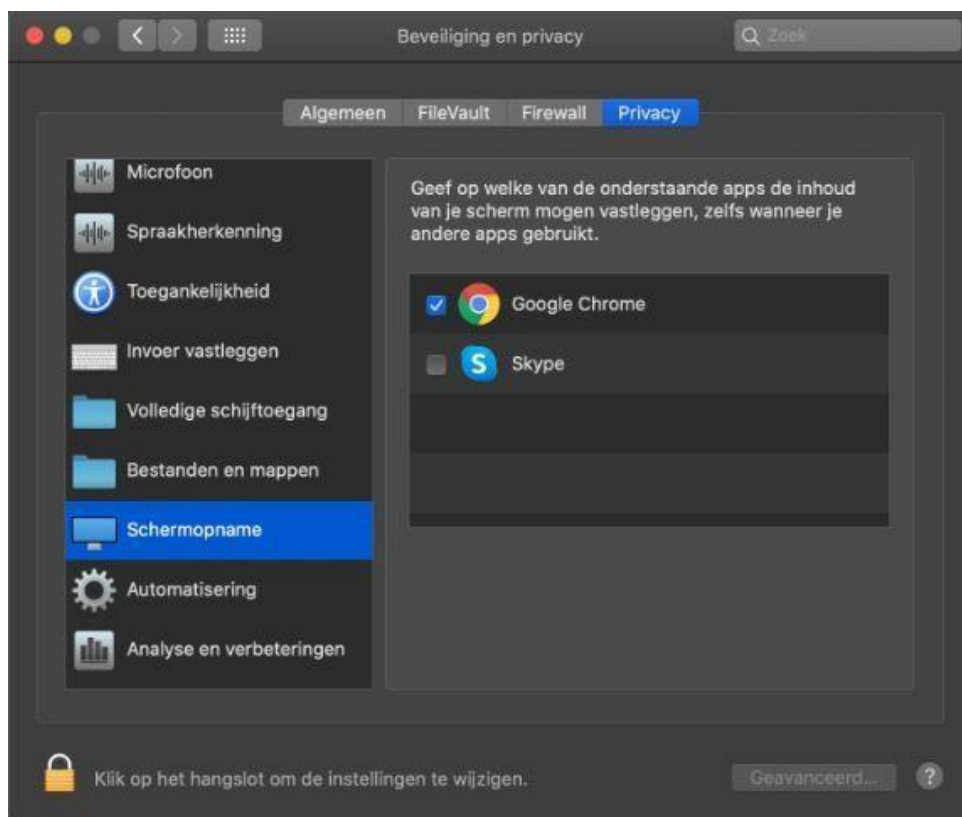 Beveiliging en privacy
Zoek
Algemeen FileVault Firewall Privacy
Microfoon
Spraakherkenning
Toegankelijkheid
Invoer vastleggen
Volledige schijftoegang
Bestanden en mappen
Schermopname
Automatisering
Analyse en verbeteringen
Geef op welke van de onderstaande apps de inhoud
van je scherm mogen vastleggen, zelfs wanneer je
andere apps gebruikt.
Google Chrome
Skype
Klik op het hangslot om de instellingen te wijzigen.
Geavanceerd...
?